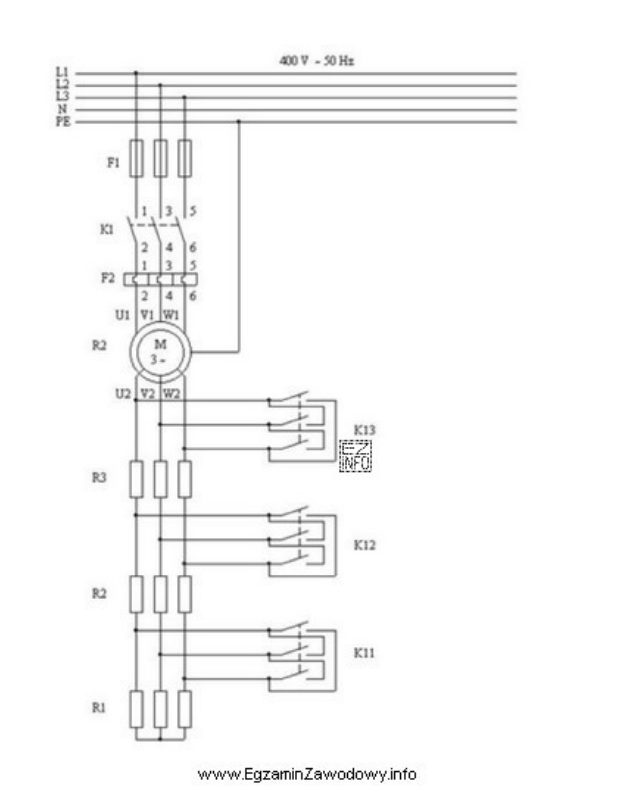 400 V ~ 50 Hz
L1
L2
L3
N
PE
F1
K1
1 3 5
2 4 6
F2
1 3 5
2 4 6
U1 V1 W1
R2
M
3 ~
U2 V2 W2
K13
EZ
INFO
R3
K12
R2
K11
R1
www.EgzaminZawodowy.info